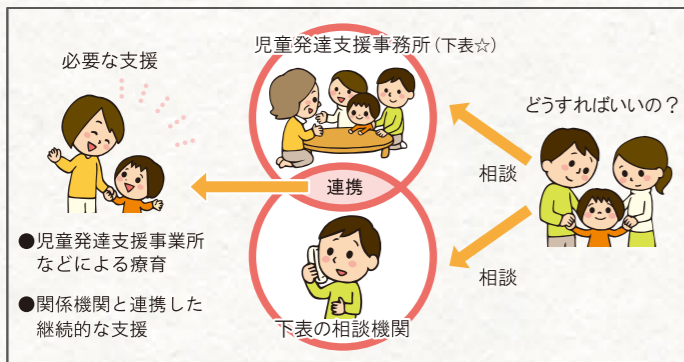 児童発達支援事務所(下表☆)
必要な支援
どうすればいいの?
相談
連携
相談
●児童発達支援事業所
などによる療育
●関係機関と連携した
継続的な支援
下表の相談機関